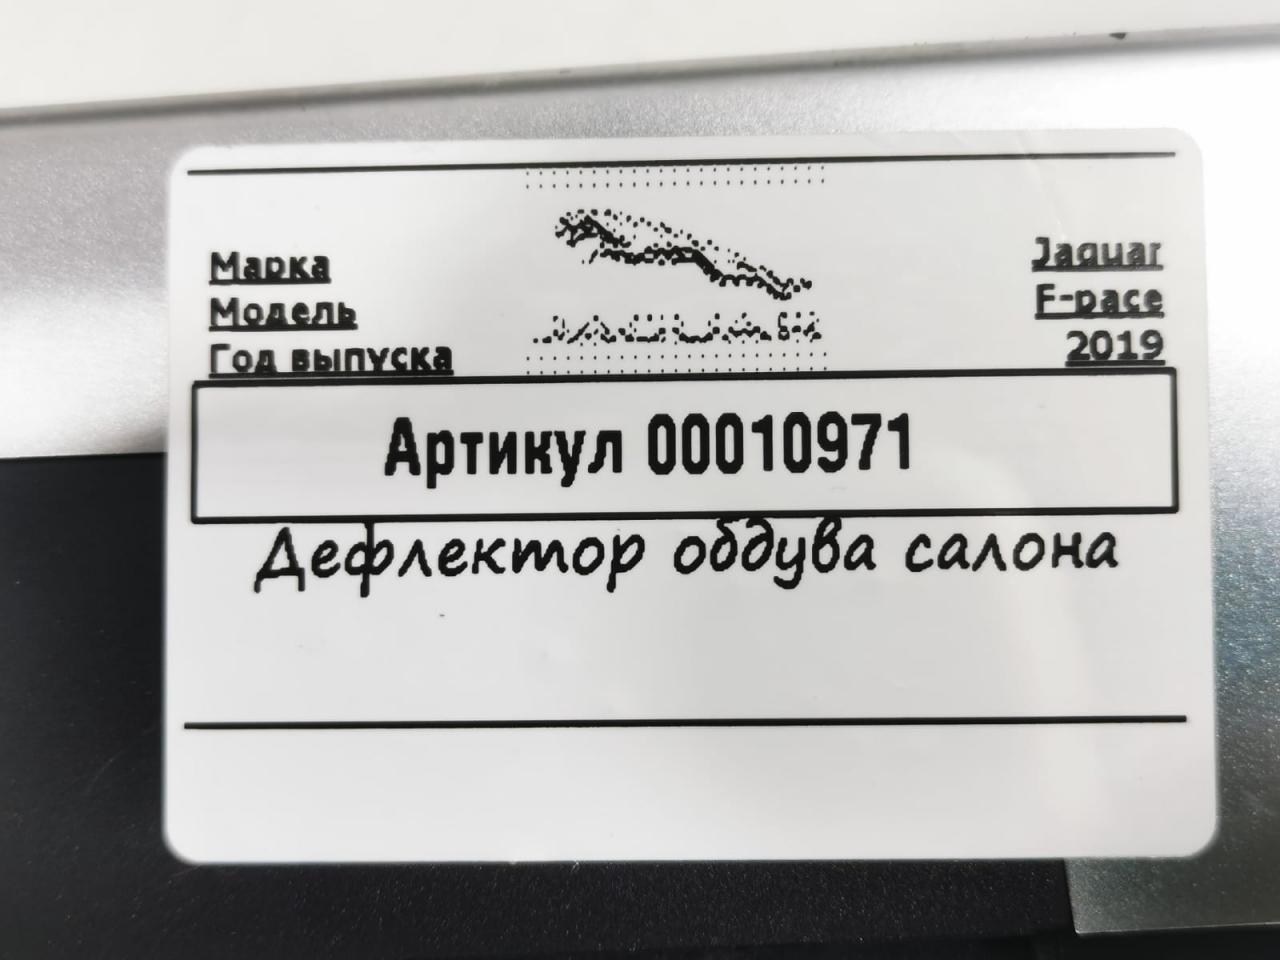 Марка Jaguar
Модель F-pace
Год выпуска 2019
Артикул 00010971
Дефлектор обдува салона